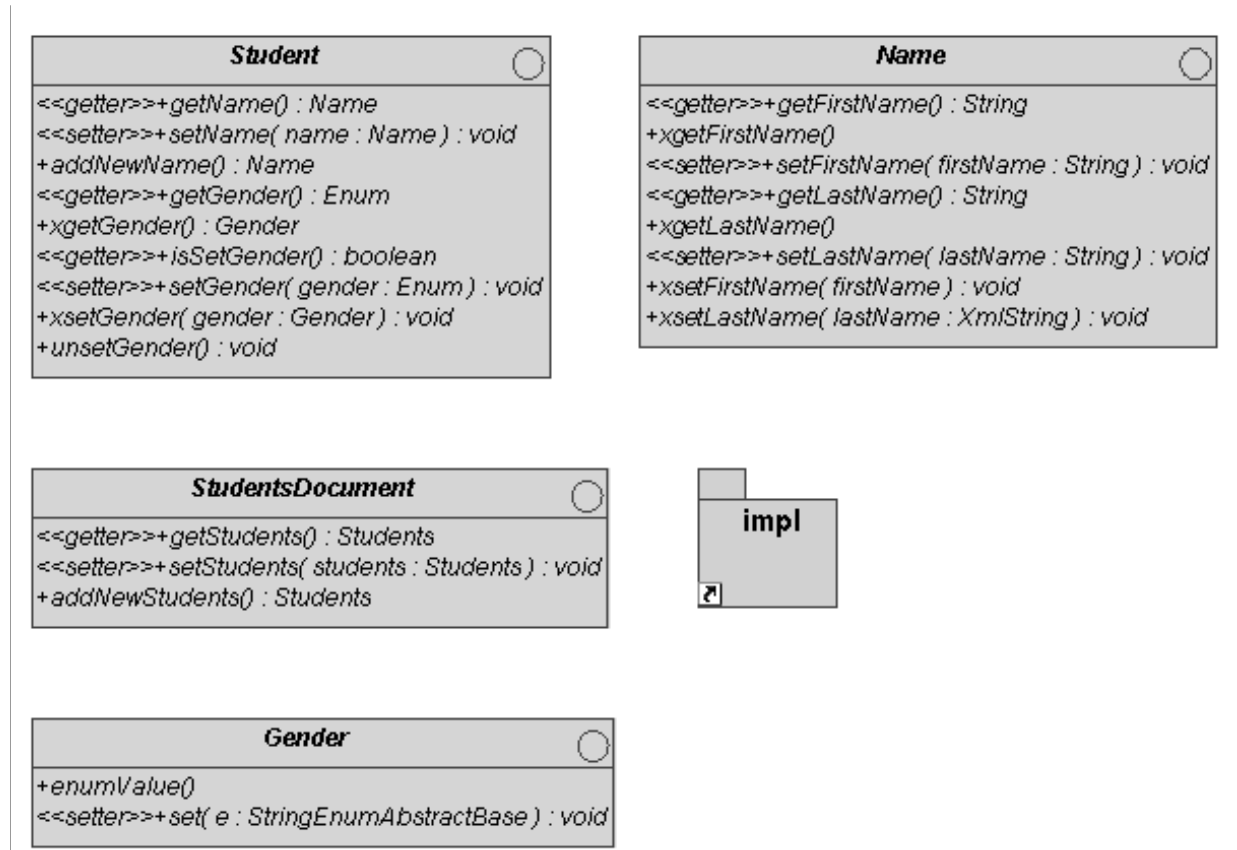 Student
<<getter>>+getName() : Name
<<setter>>+setName( name : Name ) : void
+addNewName() : Name
<<getter>>+getGender() : Enum
+xgetGender() : Gender
<<getter>>+isSetGender() : boolean
<<setter>>+setGender( gender : Enum ) : void
+xsetGender( gender : Gender ) : void
+unsetGender() : void
Name
<<getter>>+getFirstName() : String
+xgetFirstName()
<<setter>>+setFirstName( firstName : String ) : void
<<getter>>+getLastName() : String
+xgetLastName()
<<setter>>+setLastName( lastName : String ) : void
+xsetFirstName( firstName ) : void
+xsetLastName( lastName : XmlString ) : void
StudentsDocument
<<getter>>+getStudents() : Students
<<setter>>+setStudents( students : Students ) : void
+addNewStudents() : Students
impl
Gender
+enumValue()
<<setter>>+set( e : StringEnumAbstractBase ) : void